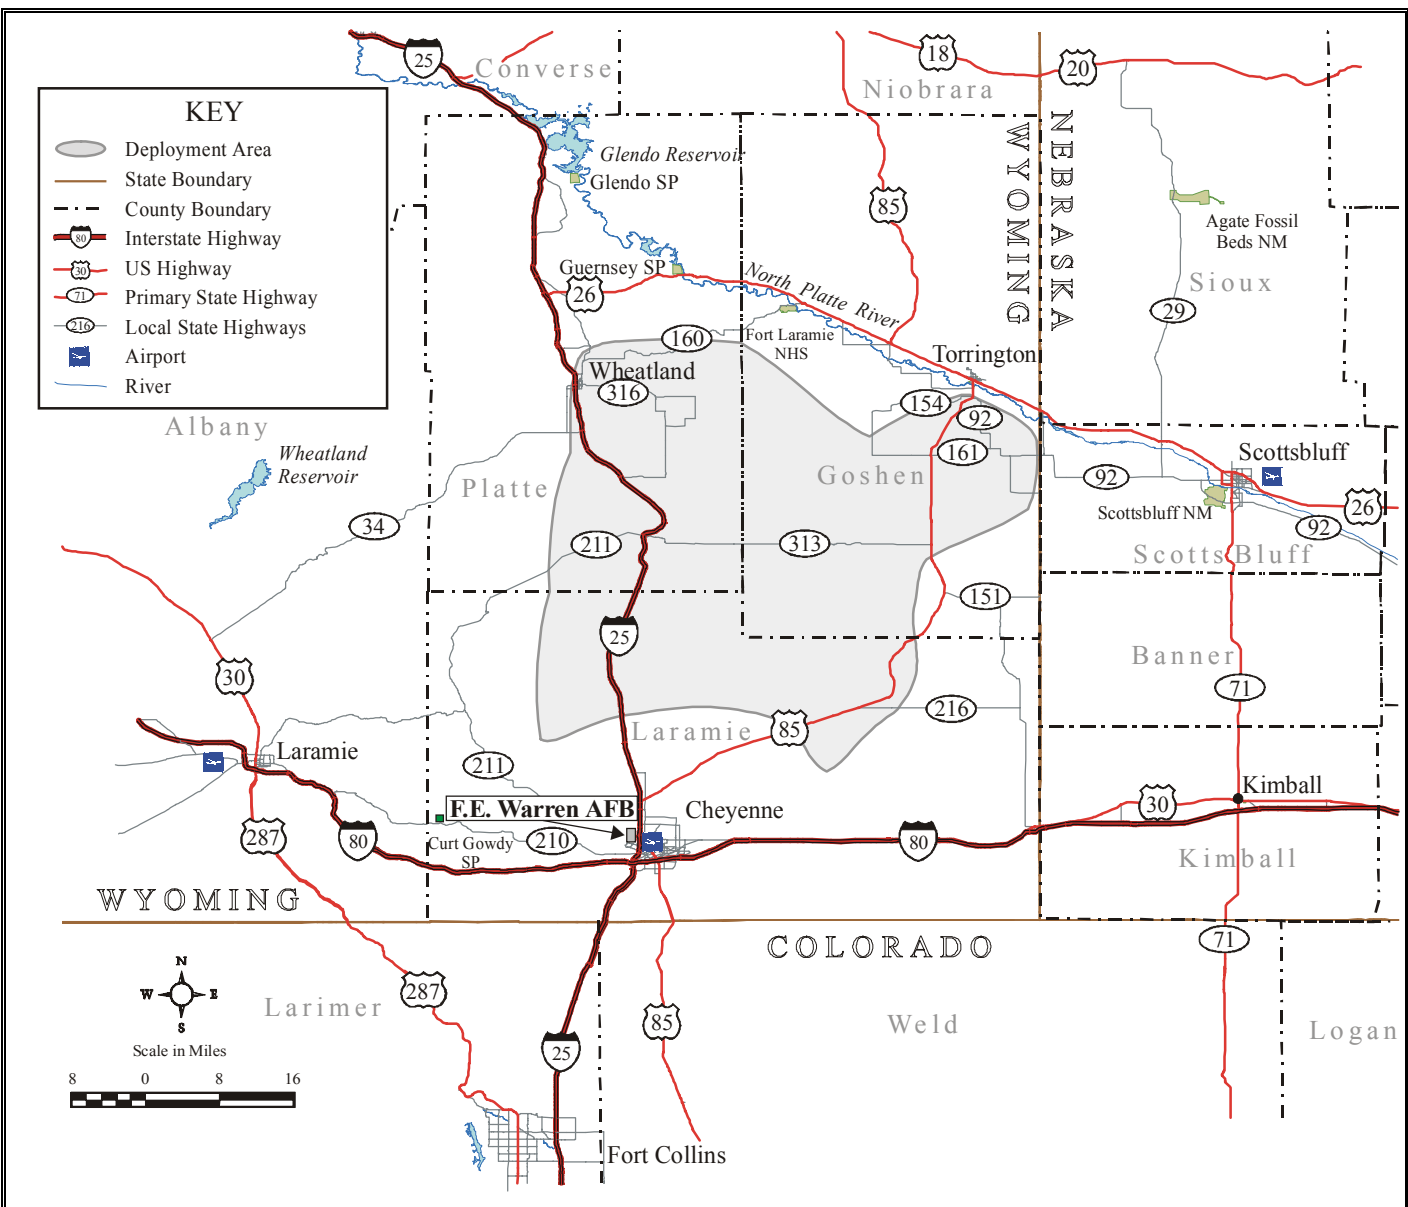 KEY
Deployment Area
State Boundary
County Boundary
80
Interstate Highway
30
US Highway
71
Primary State Highway
216
Local State Highways
Airport
River
25
Converse
18
20
Niobrara
WYOMING
NEBRASKA
Glendo Reservoir
Glendo SP
85
Agate Fossil
Beds NM
Sioux
Guernsey SP
26
North Platte River
29
160
Fort Laramie
NHS
Torrington
Wheatland
316
154
92
161
Albany
Wheatland
Reservoir
Platte
Goshen
92
Scottsbluff
Scottsbluff NM
26
92
Scotts Bluff
34
211
313
151
25
30
Banner
71
216
Laramie
85
Laramie
211
F.E. Warren AFB
Cheyenne
30
Kimball
287
80
Curt Gowdy
SP
210
80
Kimball
WYOMING
COLORADO
71
N
W
E
S
Scale in Miles
8
0
8
16
Larimer
287
85
Weld
Logan
25
Fort Collins